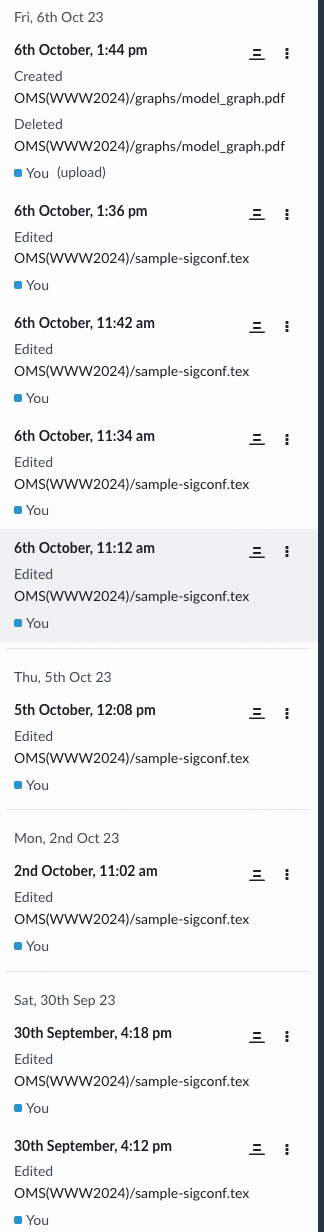 Fri, 6th Oct 23
6th October, 1:44 pm
Created
OMS(WWW2024)/graphs/model_graph.pdf
Deleted
OMS(WWW2024)/graphs/model_graph.pdf
You (upload)
6th October, 1:36 pm
Edited
OMS(WWW2024)/sample-sigconf.tex
You
6th October, 11:42 am
Edited
OMS(WWW2024)/sample-sigconf.tex
You
6th October, 11:34 am
Edited
OMS(WWW2024)/sample-sigconf.tex
You
6th October, 11:12 am
Edited
OMS(WWW2024)/sample-sigconf.tex
You
Thu, 5th Oct 23
5th October, 12:08 pm
Edited
OMS(WWW2024)/sample-sigconf.tex
You
Mon, 2nd Oct 23
2nd October, 11:02 am
Edited
OMS(WWW2024)/sample-sigconf.tex
You
Sat, 30th Sep 23
30th September, 4:18 pm
Edited
OMS(WWW2024)/sample-sigconf.tex
You
30th September, 4:12 pm
Edited
OMS(WWW2024)/sample-sigconf.tex
You